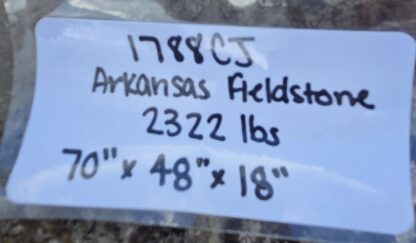 1788CJ
Arkansas Fieldstone
2322 lbs
70" x 48" x 18"